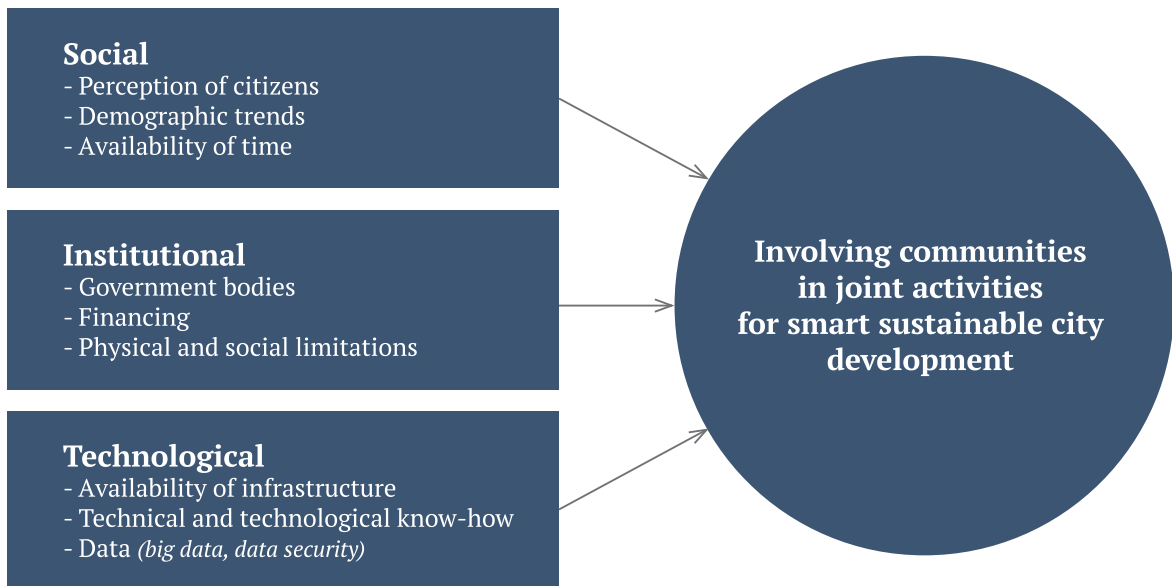 Social
- Perception of citizens
- Demographic trends
- Availability of time
Institutional
- Government bodies
- Financing
- Physical and social limitations
Technological
- Availability of infrastructure
- Technical and technological know-how
- Data (big data, data security)
Involving communities
in joint activities
for smart sustainable city
development